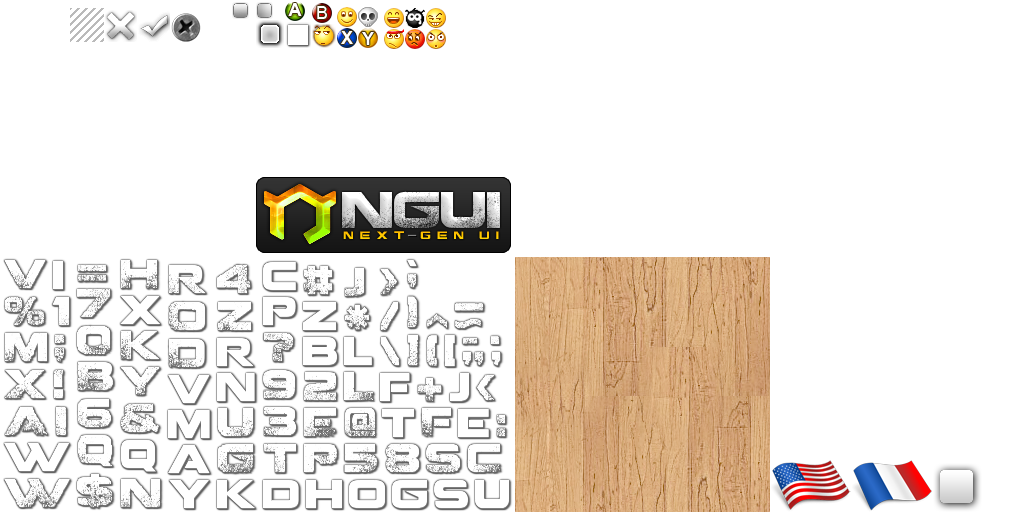 A B
X Y
NGUI
NEXT-GEN UI
V I = H R 4 C # J >
% 1 7 X O Z P Z * / ^
M ; O K D R ? B L \ ] ( [
X ! B Y V N 9 2 L F + J <
A | 6 & M U 3 E @ T F E :
W Q Q A G T P 5 8 S C
W $ N Y K D H O G S U